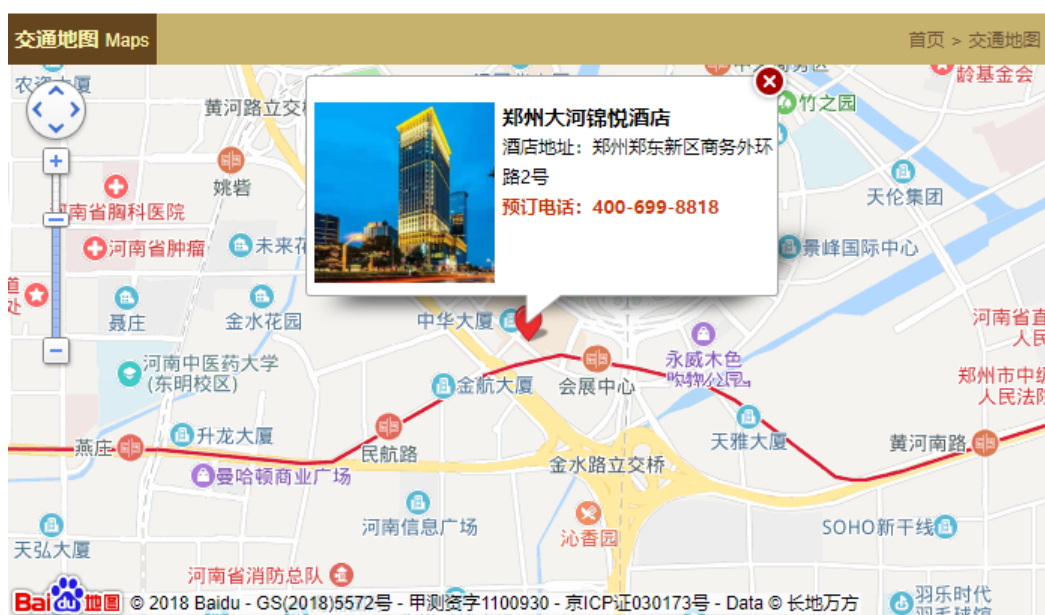 交通地图 Maps
首页 > 交通地图
龄基金会
竹之园
黄河路立交
郑州大河锦悦酒店
酒店地址：郑州郑东新区商务外环
路2号
预订电话：400-699-8818
姚砦
天伦集团
南省胸科医院
河南省肿瘤
未来花
景峰国际中心
聂庄
金水花园
中华大厦
河南省直
人民
永威木色
购物公园
河南中医药大学
(东明校区)
金航大厦
会展中心
郑州市中级
人民法院
燕庄
升龙大厦
民航路
天雅大厦
黄河南路
曼哈顿商业广场
金水路立交桥
河南信息广场
沁香园
SOHO新干线
天弘大厦
河南省消防总队
Bai du 地图 © 2018 Baidu - GS(2018)5572号 - 甲测资字1100930 - 京ICP证030173号 - Data © 长地万方
羽乐时代
羽毛球馆